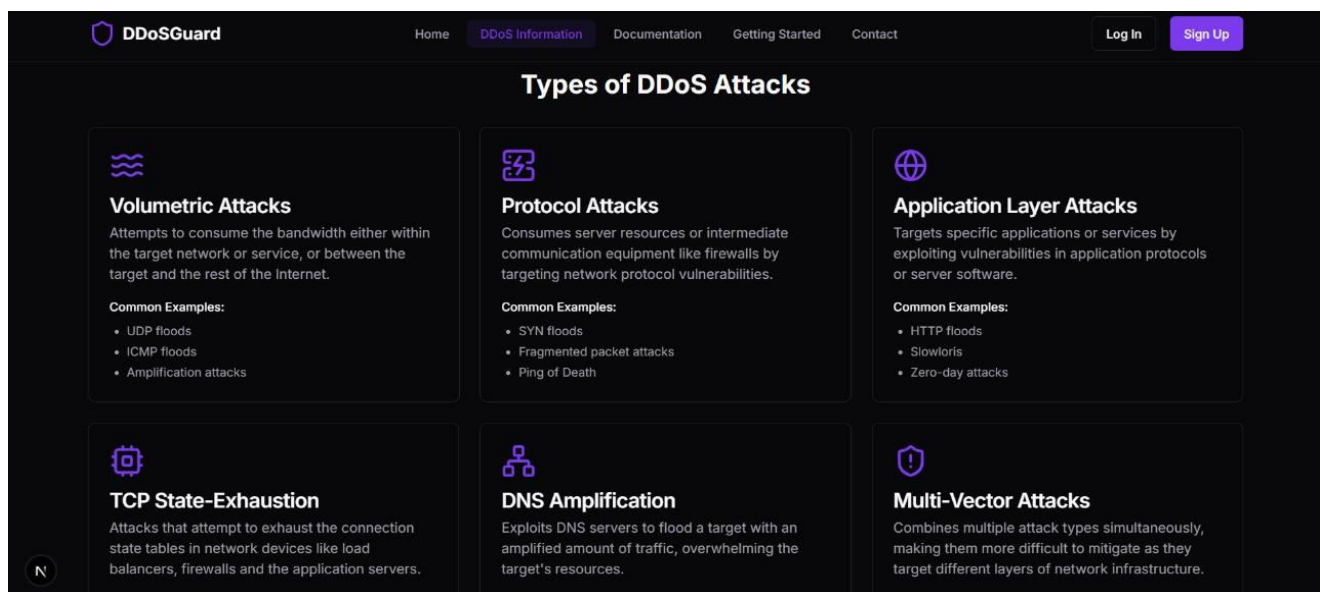 DDoSGuard
Home
DDoS Information
Documentation
Getting Started
Contact
Log In
Sign Up
Types of DDoS Attacks
Volumetric Attacks
Attempts to consume the bandwidth either within
the target network or service, or between the
target and the rest of the Internet.
Common Examples:
• UDP floods
• ICMP floods
• Amplification attacks
Protocol Attacks
Consumes server resources or intermediate
communication equipment like firewalls by
targeting network protocol vulnerabilities.
Common Examples:
• SYN floods
• Fragmented packet attacks
• Ping of Death
Application Layer Attacks
Targets specific applications or services by
exploiting vulnerabilities in application protocols
or server software.
Common Examples:
• HTTP floods
• Slowloris
• Zero-day attacks
TCP State-Exhaustion
Attacks that attempt to exhaust the connection
state tables in network devices like load
balancers, firewalls and the application servers.
DNS Amplification
Exploits DNS servers to flood a target with an
amplified amount of traffic, overwhelming the
target's resources.
Multi-Vector Attacks
Combines multiple attack types simultaneously,
making them more difficult to mitigate as they
target different layers of network infrastructure.
N